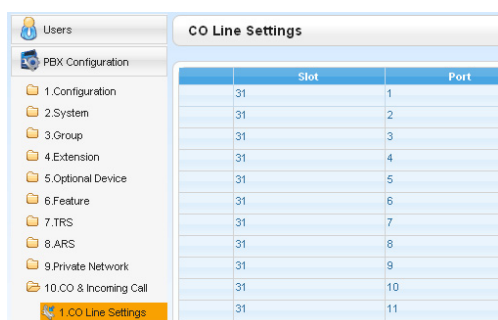 Users
PBX Configuration
1.Configuration
2.System
3.Group
4.Extension
5.Optional Device
6.Feature
7.TRS
8.ARS
9.Private Network
10.CO & Incoming Call
1.CO Line Settings
CO Line Settings
Slot Port
31 1
31 2
31 3
31 4
31 5
31 6
31 7
31 8
31 9
31 10
31 11